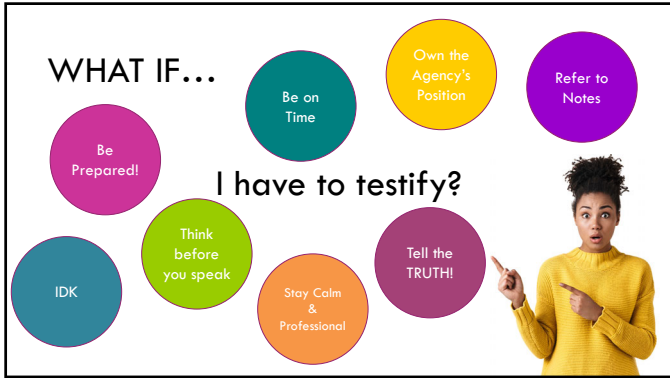 WHAT IF...
Be on
Time
Own the
Agency's
Position
Refer to
Notes
Be
Prepared!
I have to testify?
Think
before
you speak
Tell the
TRUTH!
IDK
Stay Calm
&
Professional